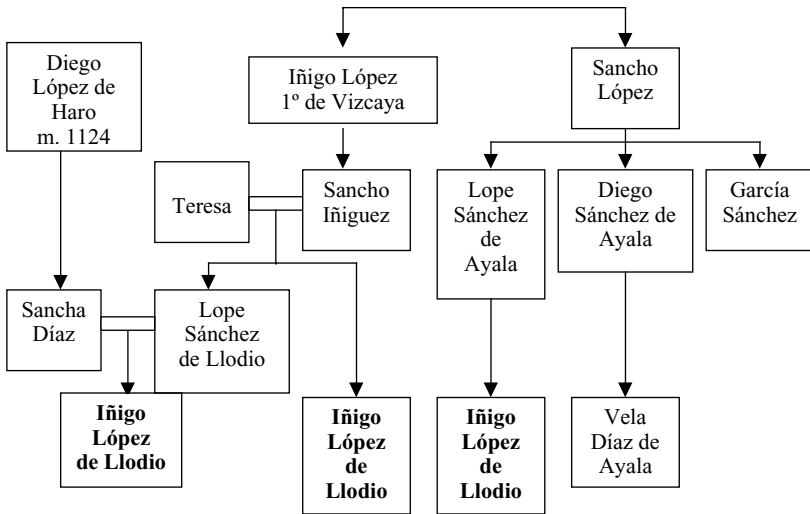 Diego
López de
Haro
m. 1124
Iñigo López
1º de Vizcaya
Sancho
López
Teresa
Sancho
Iñiguez
Lope
Sánchez
de
Ayala
Diego
Sánchez de
Ayala
García
Sánchez
Sancha
Díaz
Lope
Sánchez
de Llodio
Iñigo
López
de Llodio
Iñigo
López
de
Llodio
Iñigo
López
de
Llodio
Vela
Díaz de
Ayala